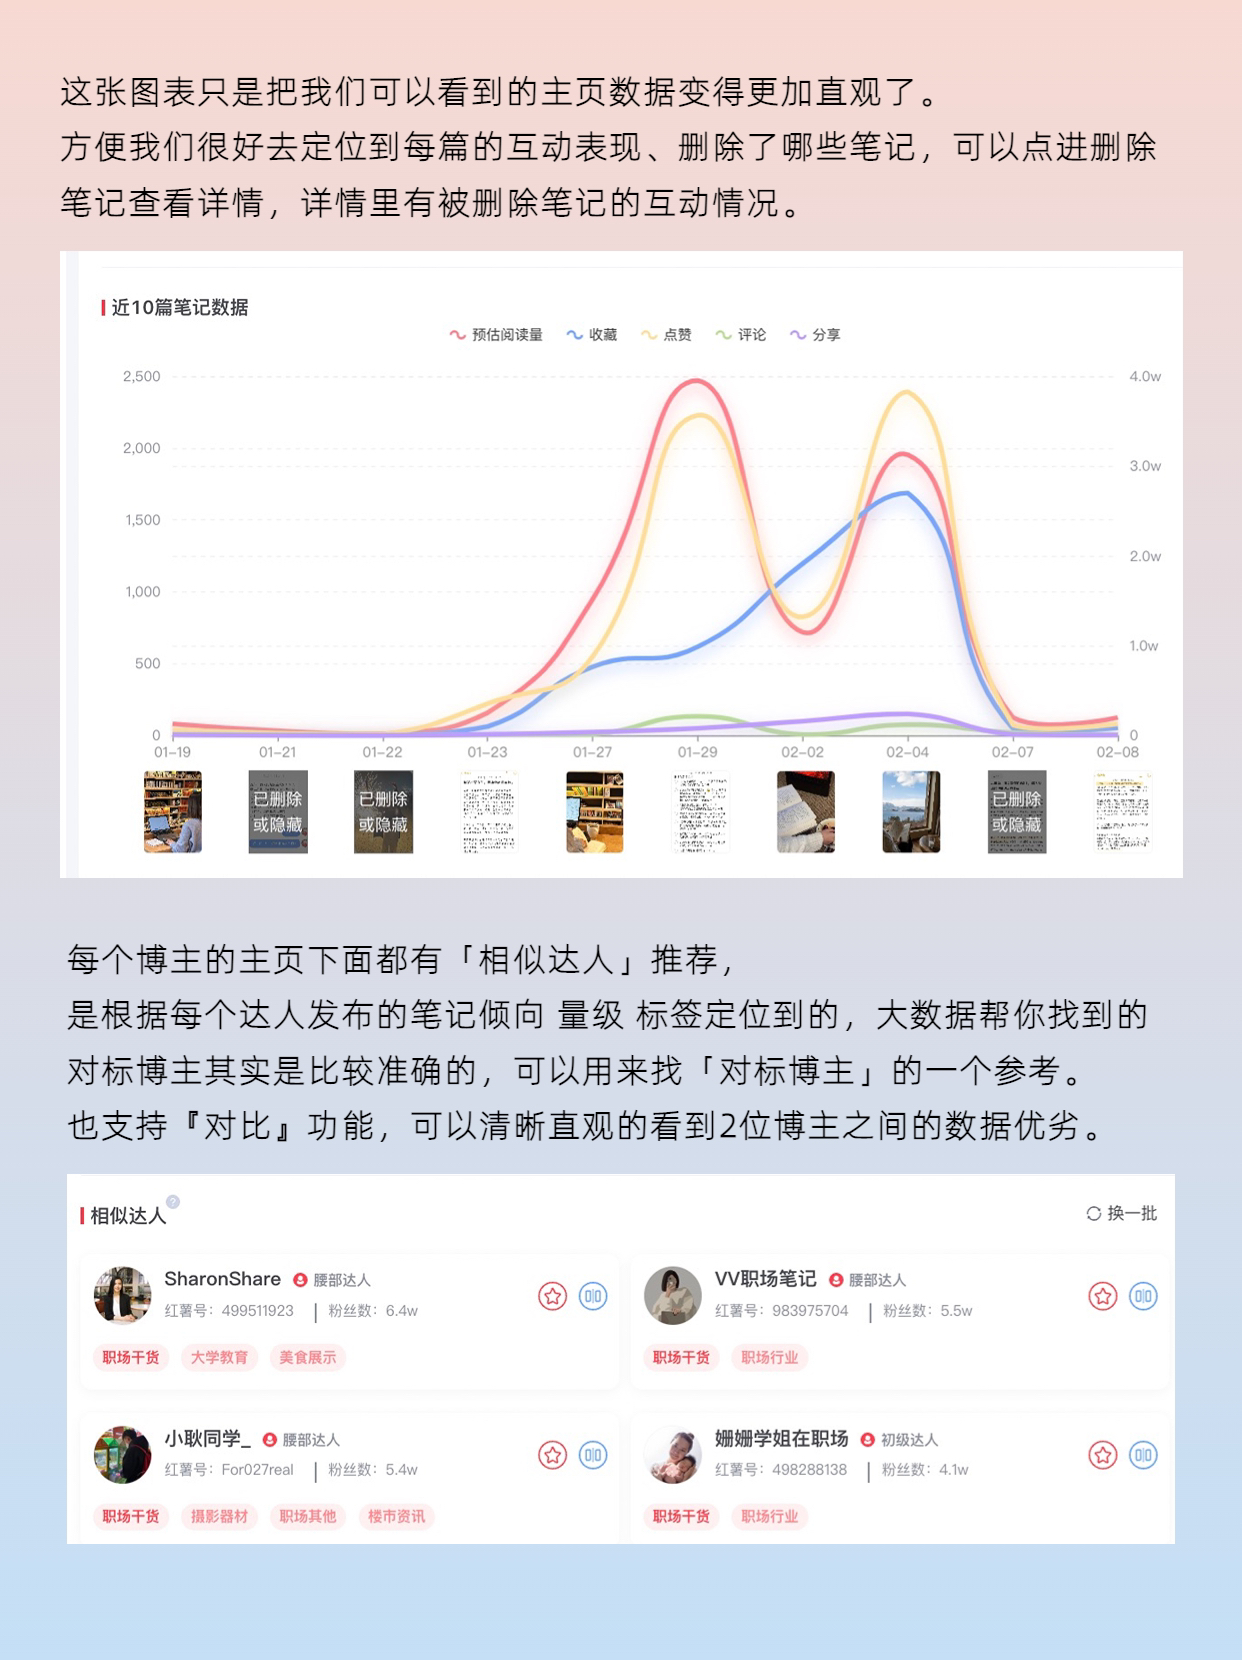 这张图表只是把我们可以看到的主页数据变得更加直观了。
方便我们很好去定位到每篇的互动表现、删除了哪些笔记，可以点进删除
笔记查看详情，详情里有被删除笔记的互动情况。
近10篇笔记数据
预估阅读量 收藏 点赞 评论 分享
2,500 4.0w
2,000 3.0w
1,500 2.0w
1,000 1.0w
500
0 0
01-19 01-21 01-22 01-23 01-27 01-29 02-02 02-04 02-07 02-08
已删除 已删除 已删除
或隐藏 或隐藏 或隐藏
每个博主的主页下面都有「相似达人」推荐，
是根据每个达人发布的笔记倾向 量级 标签定位到的，大数据帮你找到的
对标博主其实是比较准确的，可以用来找「对标博主」的一个参考。
也支持『对比』功能，可以清晰直观的看到2位博主之间的数据优劣。
相似达人 ? 换一批
SharonShare 腰部达人
红薯号：499511923 | 粉丝数：6.4w
职场干货 大学教育 美食展示
VV职场笔记 腰部达人
红薯号：983975704 | 粉丝数：5.5w
职场干货 职场行业
小耿同学_ 腰部达人
红薯号：For027real | 粉丝数：5.4w
职场干货 摄影器材 职场其他 楼市资讯
姗姗学姐在职场 初级达人
红薯号：498288138 | 粉丝数：4.1w
职场干货 职场行业